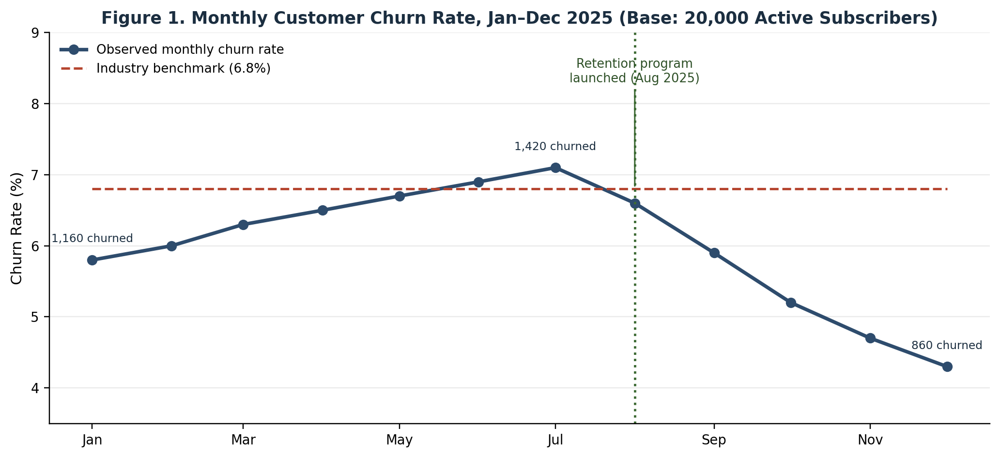 Figure 1. Monthly Customer Churn Rate, Jan–Dec 2025 (Base: 20,000 Active Subscribers)
9
8
7
6
5
4
Churn Rate (%)
Observed monthly churn rate
Industry benchmark (6.8%)
Retention program
launched (Aug 2025)
1,420 churned
1,160 churned
860 churned
Jan
Mar
May
Jul
Sep
Nov